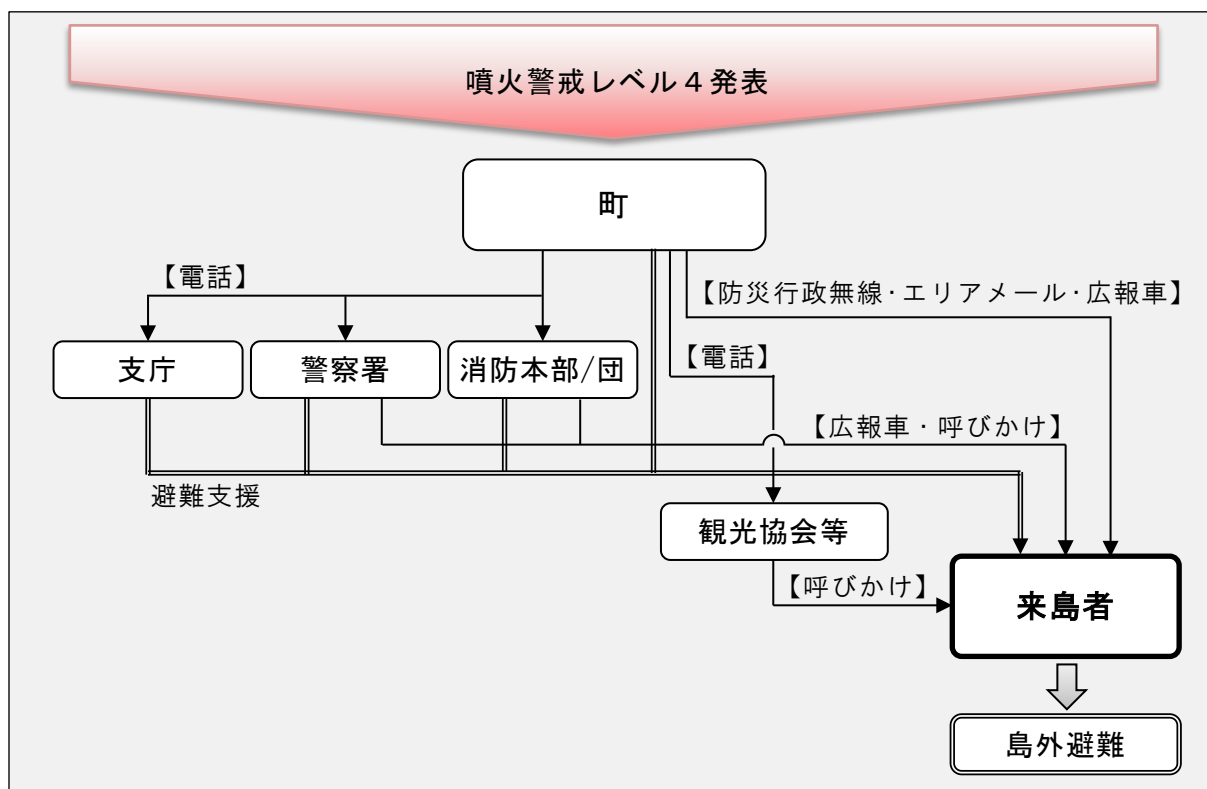 噴火警戒レベル４発表
町
【電話】
【防災行政無線･エリアメール･広報車】
支庁
警察署
消防本部/団
【電話】
【広報車･呼びかけ】
避難支援
観光協会等
【呼びかけ】
来島者
島外避難